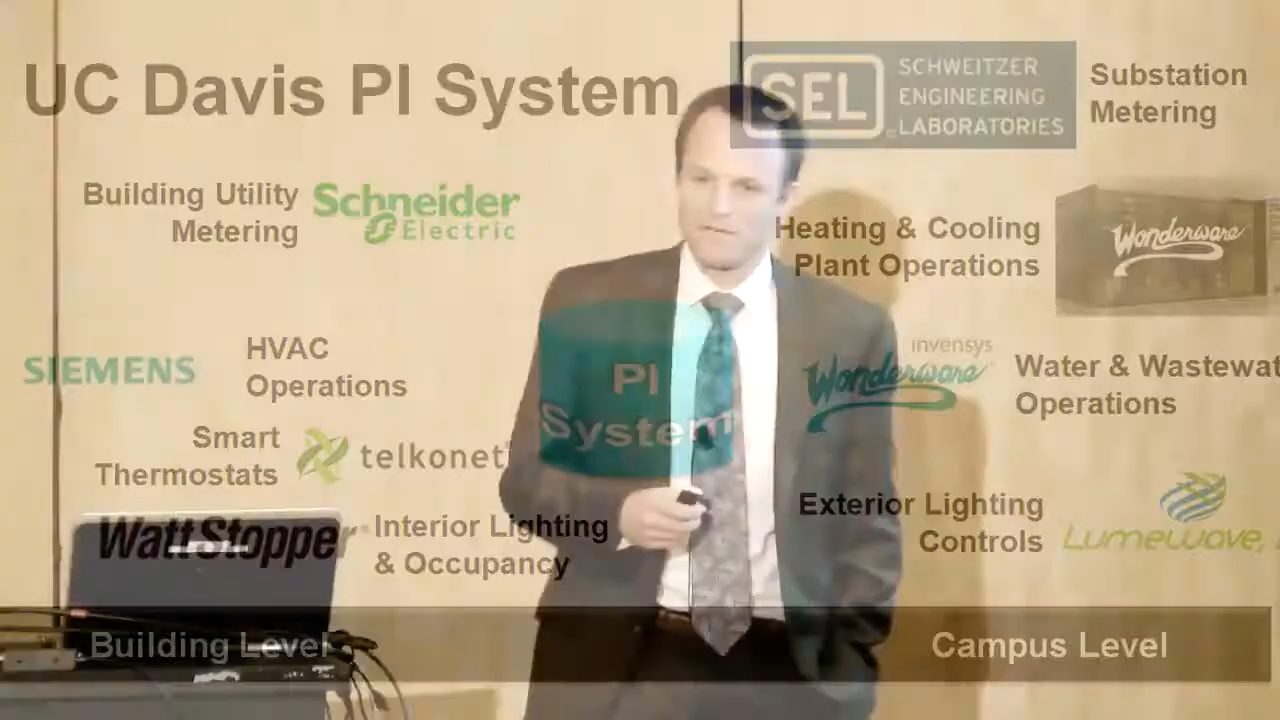 UC Davis PI System
SEL
SCHWEITZER
ENGINEERING
LABORATORIES
Substation
Metering
Building Utility
Metering
Schneider
Electric
Heating & Cooling
Plant Operations
Wonderware
SIEMENS
HVAC
Operations
PI
System
invensys
Wonderware
Water & Wastewat
Operations
Smart
Thermostats
telkonet
WattStopper
Interior Lighting
& Occupancy
Exterior Lighting
Controls
Lumewave
Building Level
Campus Level